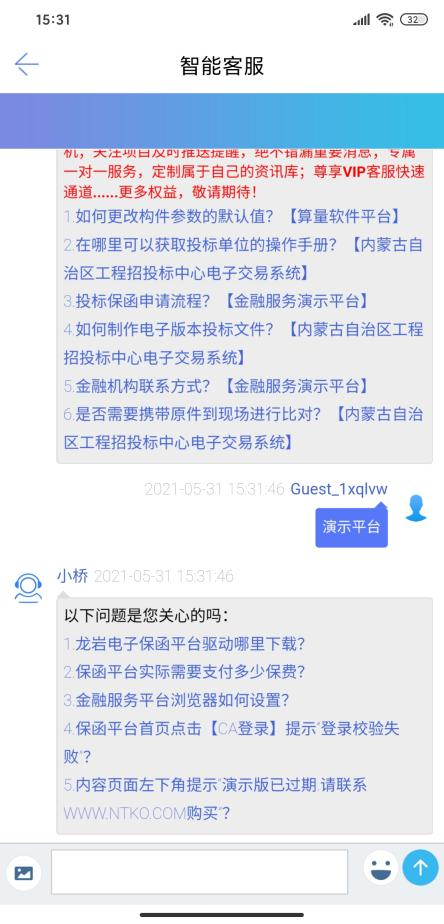 15:31
32
智能客服
机，关注项目及时推送提醒，绝不错漏重要消息；专属
一对一服务，定制属于自己的资讯库；尊享VIP客服快速
通道......更多权益，敬请期待！
1.如何更改构件参数的默认值？【算量软件平台】
2.在哪里可以获取投标单位的操作手册？【内蒙古自
治区工程招投标中心电子交易系统】
3.投标保函申请流程？【金融服务演示平台】
4.如何制作电子版本投标文件？【内蒙古自治区工程
招投标中心电子交易系统】
5.金融机构联系方式？【金融服务演示平台】
6.是否需要携带原件到现场进行比对？【内蒙古自治
区工程招投标中心电子交易系统】
2021-05-31 15:31:46 Guest_1xqlvw
演示平台
小桥 2021-05-31 15:31:46
以下问题是您关心的吗：
1.龙岩电子保函平台驱动哪里下载？
2.保函平台实际需要支付多少保费？
3.金融服务平台浏览器如何设置？
4.保函平台首页点击【CA登录】提示“登录校验失
败”？
5.内容页面左下角提示“演示版已过期,请联系
WWW.NTKO.COM购买”？